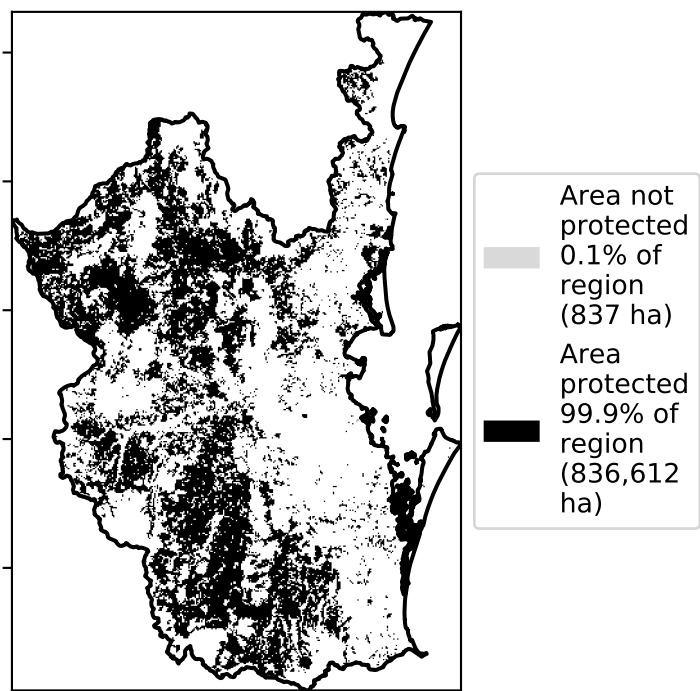 Area not
protected
0.1% of
region
(837 ha)
Area
protected
99.9% of
region
(836,612
ha)